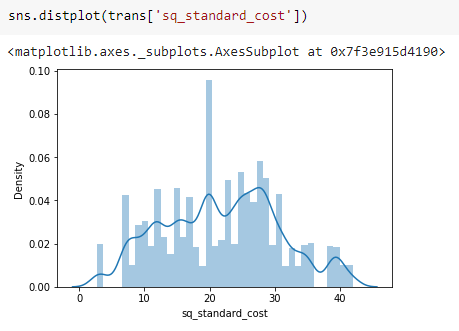 sns.distplot(trans['sq_standard_cost'])
<matplotlib.axes._subplots.AxesSubplot at 0x7f3e915d4190>
0.10
0.08
0.06
0.04
0.02
0.00
Density
0 10 20 30 40
sq_standard_cost